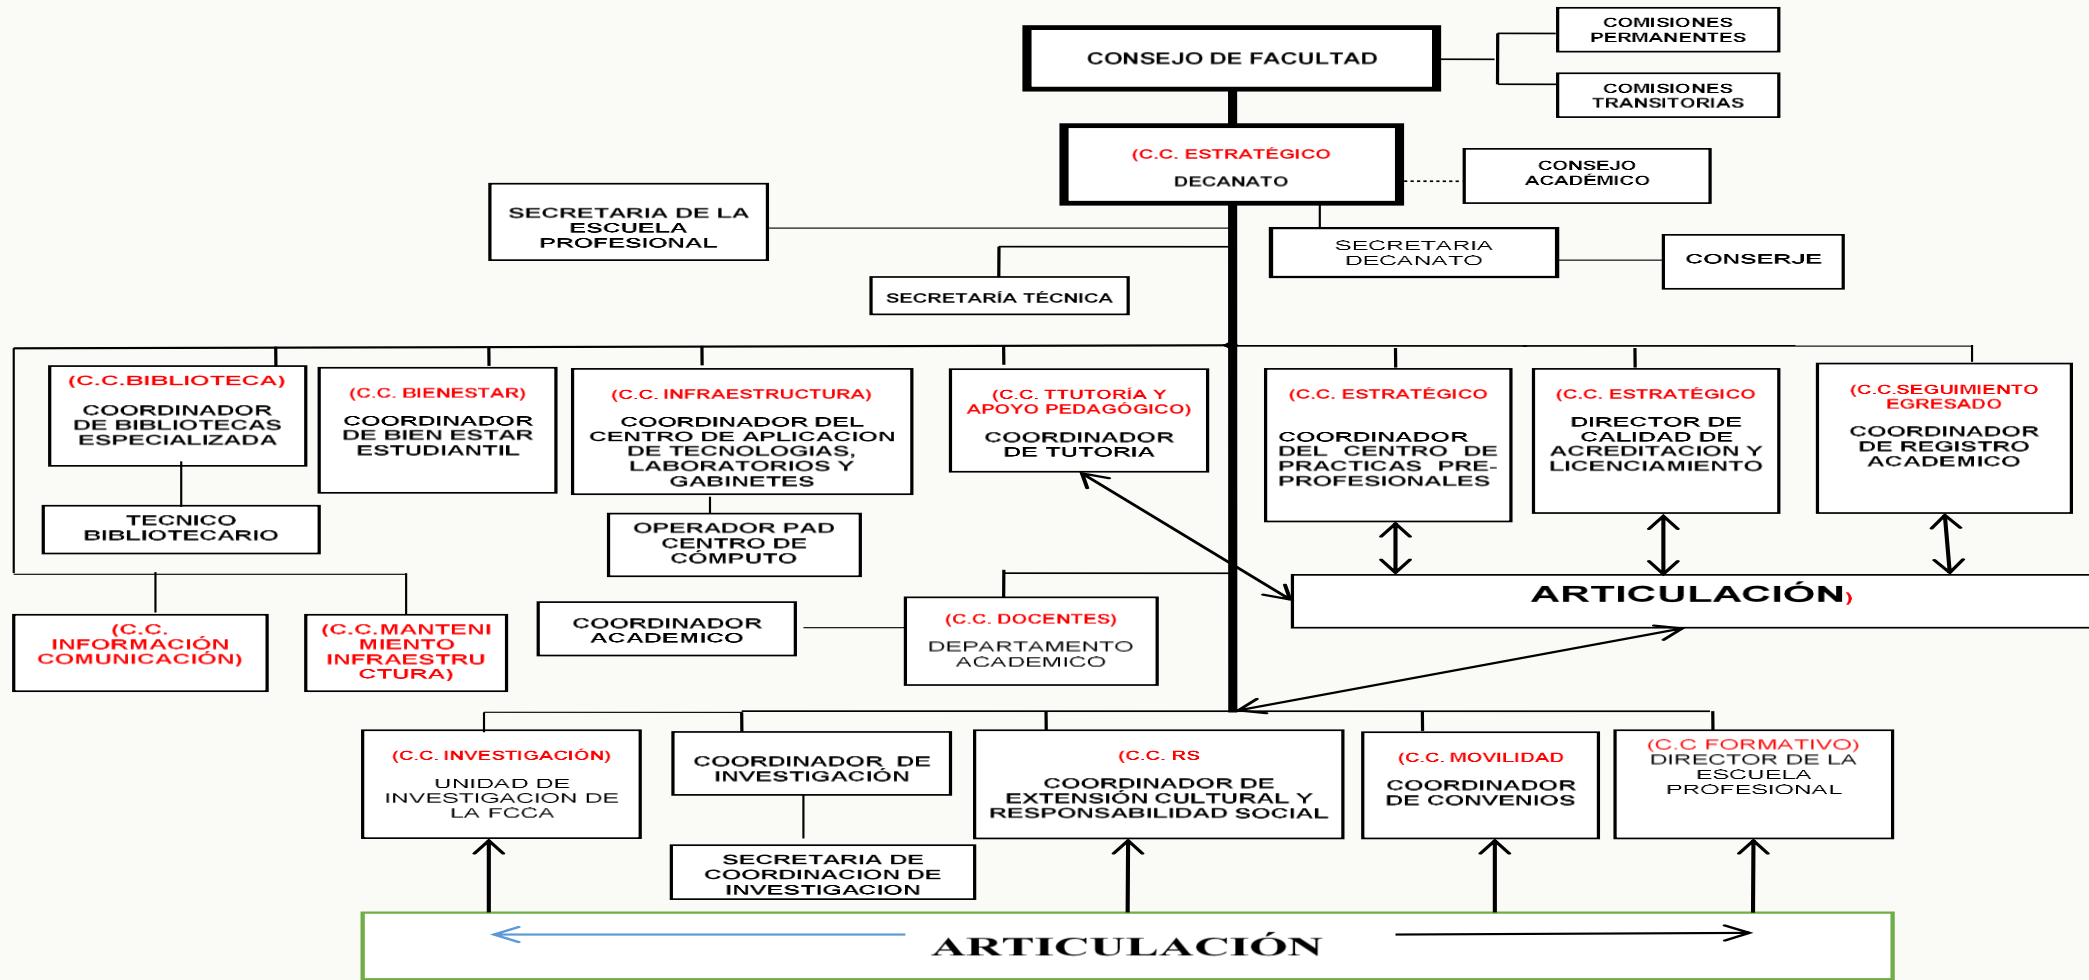 CONSEJO DE FACULTAD
COMISIONES
PERMANENTES
COMISIONES
TRANSITORIAS
(C.C. ESTRATÉGICO
DECANATO
CONSEJO
ACADÉMICO
SECRETARIA DE LA
ESCUELA
PROFESIONAL
SECRETARIA
DECANATO
CONSERJE
SECRETARÍA TÉCNICA
(C.C.BIBLIOTECA)
COORDINADOR
DE BIBLIOTECAS
ESPECIALIZADA
(C.C. BIENESTAR)
COORDINADOR
DE BIEN ESTAR
ESTUDIANTIL
(C.C. INFRAESTRUCTURA)
COORDINADOR DEL
CENTRO DE APLICACION
DE TECNOLOGIAS,
LABORATORIOS Y
GABINETES
(C.C. TTUTORÍA Y
APOYO PEDAGÓGICO)
COORDINADOR
DE TUTORIA
(C.C. ESTRATÉGICO
COORDINADOR
DEL CENTRO DE
PRACTICAS PRE-
PROFESIONALES
(C.C. ESTRATÉGICO
DIRECTOR DE
CALIDAD DE
ACREDITACION Y
LICENCIAMIENTO
(C.C.SEGUIMIENTO
EGRESADO
COORDINADOR
DE REGISTRO
ACADEMICO
TECNICO
BIBLIOTECARIO
OPERADOR PAD
CENTRO DE
CÓMPUTO
ARTICULACIÓN)
(C.C.
INFORMACIÓN
COMUNICACIÓN)
(C.C.MANTENI
MIENTO
INFRAESTRU
CTURA)
COORDINADOR
ACADEMICO
(C.C. DOCENTES)
DEPARTAMENTO
ACADEMICO
(C.C. INVESTIGACIÓN)
UNIDAD DE
INVESTIGACION DE
LA FCCA
COORDINADOR DE
INVESTIGACIÓN
(C.C. RS
COORDINADOR DE
EXTENSIÓN CULTURAL Y
RESPONSABILIDAD SOCIAL
(C.C. MOVILIDAD
COORDINADOR
DE CONVENIOS
(C.C FORMATIVO)
DIRECTOR DE LA
ESCUELA
PROFESIONAL
SECRETARIA DE
COORDINACION DE
INVESTIGACION
ARTICULACIÓN